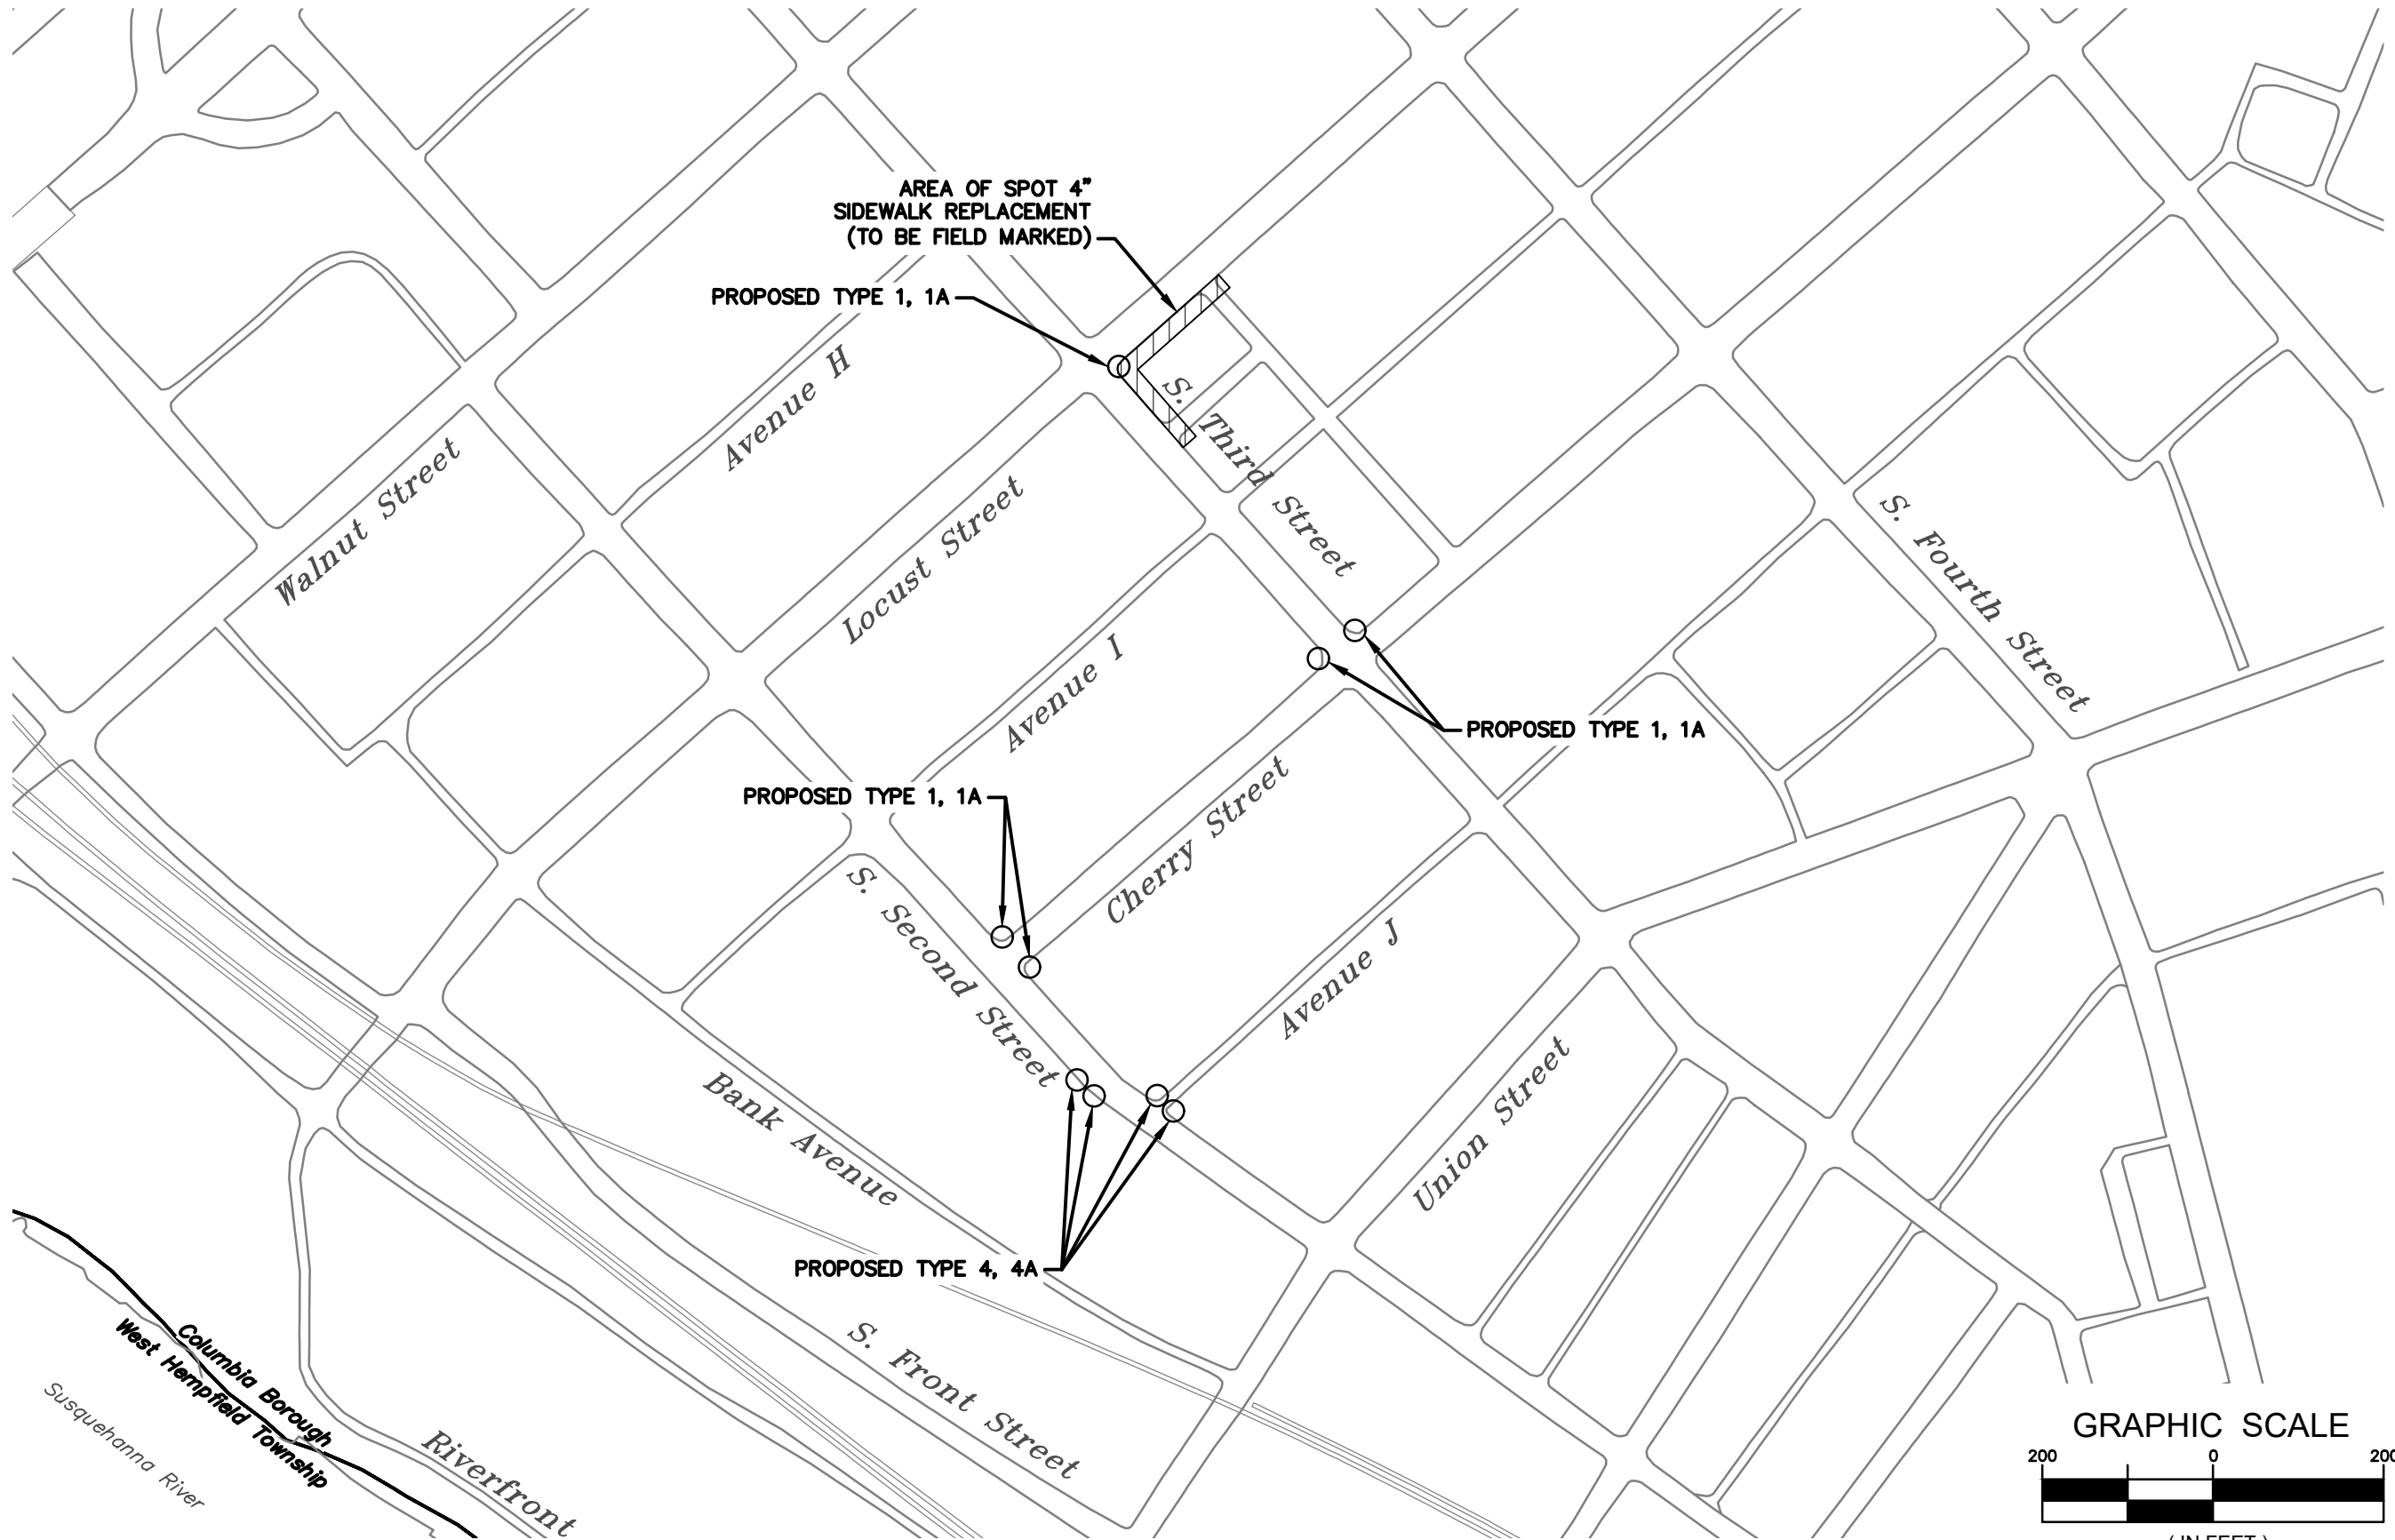 AREA OF SPOT 4"
SIDEWALK REPLACEMENT
(TO BE FIELD MARKED)
PROPOSED TYPE 1, 1A
Avenue H
S. Third Street
Walnut Street
Locust Street
S. Fourth Street
Avenue I
PROPOSED TYPE 1, 1A
PROPOSED TYPE 1, 1A
Cherry Street
S. Second Street
Avenue J
Bank Avenue
Union Street
PROPOSED TYPE 4, 4A
S. Front Street
Columbia Borough
West Hempfield Township
Susquehanna River
Riverfront
GRAPHIC SCALE
200 0 200
( IN FEET )